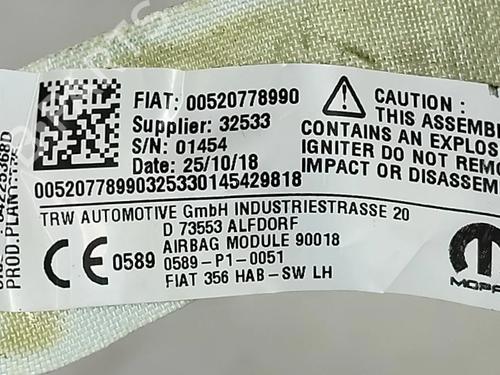 FIAT: 00520778990
Supplier: 32533
S/N: 01454
Date: 25/10/18
00520778990325330145429818
CAUTION :
THIS ASSEMB
CONTAINS AN EXPLOS
IGNITER DO NOT REMO
IMPACT OR DISASSEM
TRW AUTOMOTIVE GmbH INDUSTRIESTRASSE 20
D 73553 ALFDORF
AIRBAG MODULE 90018
CE 0589 0589-P1-0051
FIAT 356 HAB-SW LH
MOPA
PROD.PLANT: